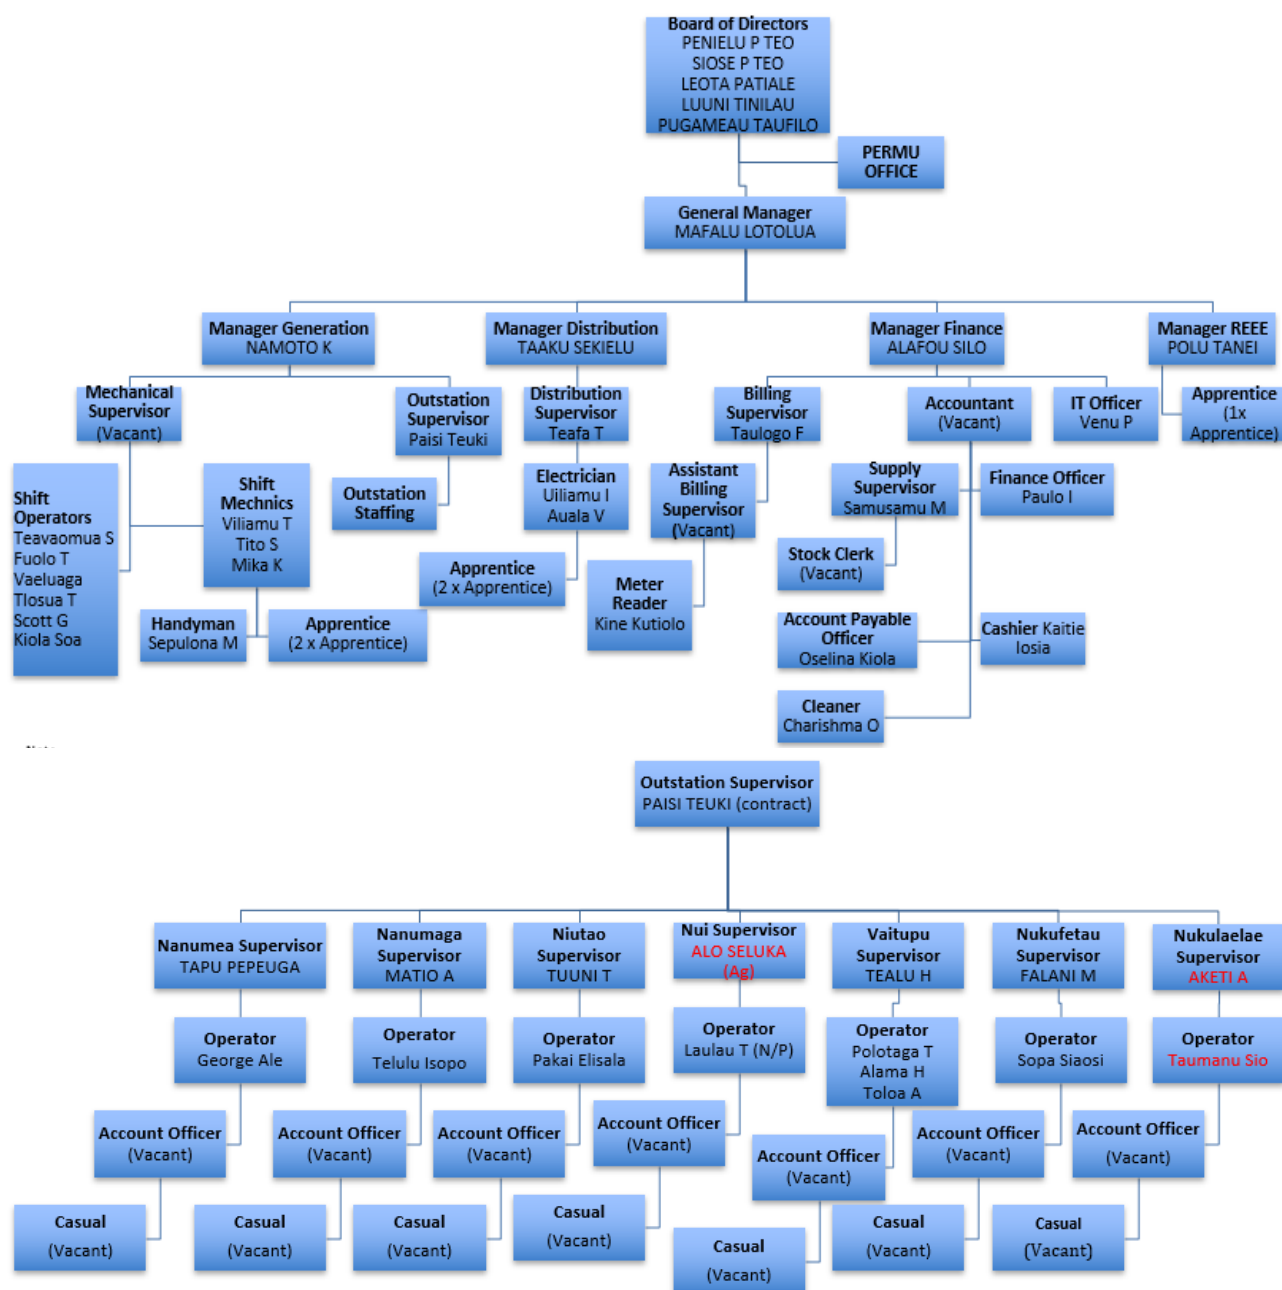 Board of Directors
PENIELU P TEO
SIOSE P TEO
LEOTA PATIALE
LUUNI TINILAU
PUGAMEAU TAUFILO
PERMU
OFFICE
General Manager
MAFALU LOTOLUA
Manager Generation
NAMOTO K
Manager Distribution
TAAKU SEKIELU
Manager Finance
ALAFOU SILO
Manager REEE
POLU TANEI
Mechanical
Supervisor
(Vacant)
Outstation
Supervisor
Paisi Teuki
Distribution
Supervisor
Teafa T
Billing
Supervisor
Taulogo F
Accountant
(Vacant)
IT Officer
Venu P
Apprentice
(1x
Apprentice)
Shift
Operators
Teavaomua S
Fuolo T
Vaeluaga
TIosua T
Scott G
Kiola Soa
Shift
Mechnics
Viliamu T
Tito S
Mika K
Outstation
Staffing
Electrician
Uiliamu I
Auala V
Assistant
Billing
Supervisor
(Vacant)
Supply
Supervisor
Samusamu M
Finance Officer
Paulo I
Stock Clerk
(Vacant)
Apprentice
(2 x Apprentice)
Meter
Reader
Kine Kutiolo
Handyman
Sepulona M
Apprentice
(2 x Apprentice)
Account Payable
Officer
Oselina Kiola
Cashier Kaitie
Iosia
Cleaner
Charishma O
Outstation Supervisor
PAISI TEUKI (contract)
Nanumea Supervisor
TAPU PEPEUGA
Nanumaga
Supervisor
MATIO A
Niutao
Supervisor
TUUNI T
Nui Supervisor
ALO SELUKA
(Ag)
Vaitupu
Supervisor
TEALU H
Nukufetau
Supervisor
FALANI M
Nukulaelae
Supervisor
AKETI A
Operator
George Ale
Operator
Telulu Isopo
Operator
Pakai Elisala
Operator
Laulau T (N/P)
Operator
Polotaga T
Alama H
Toloa A
Operator
Sopa Siaosi
Operator
Taumanu Sio
Account Officer
(Vacant)
Account Officer
(Vacant)
Account Officer
(Vacant)
Account Officer
(Vacant)
Account Officer
(Vacant)
Account Officer
(Vacant)
Account Officer
(Vacant)
Casual
(Vacant)
Casual
(Vacant)
Casual
(Vacant)
Casual
(Vacant)
Casual
(Vacant)
Casual
(Vacant)
Casual
(Vacant)